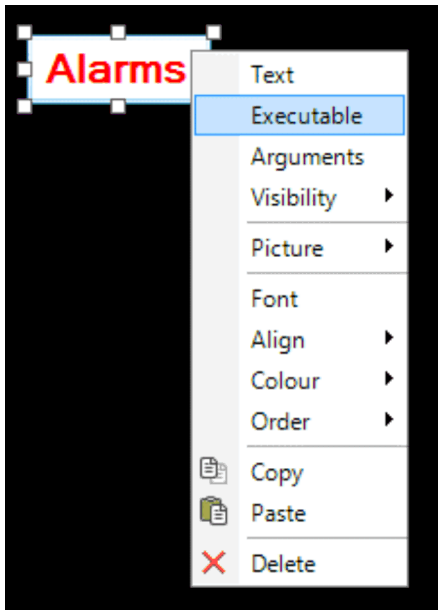 Alarms
Text
Executable
Arguments
Visibility
Picture
Font
Align
Colour
Order
Copy
Paste
Delete